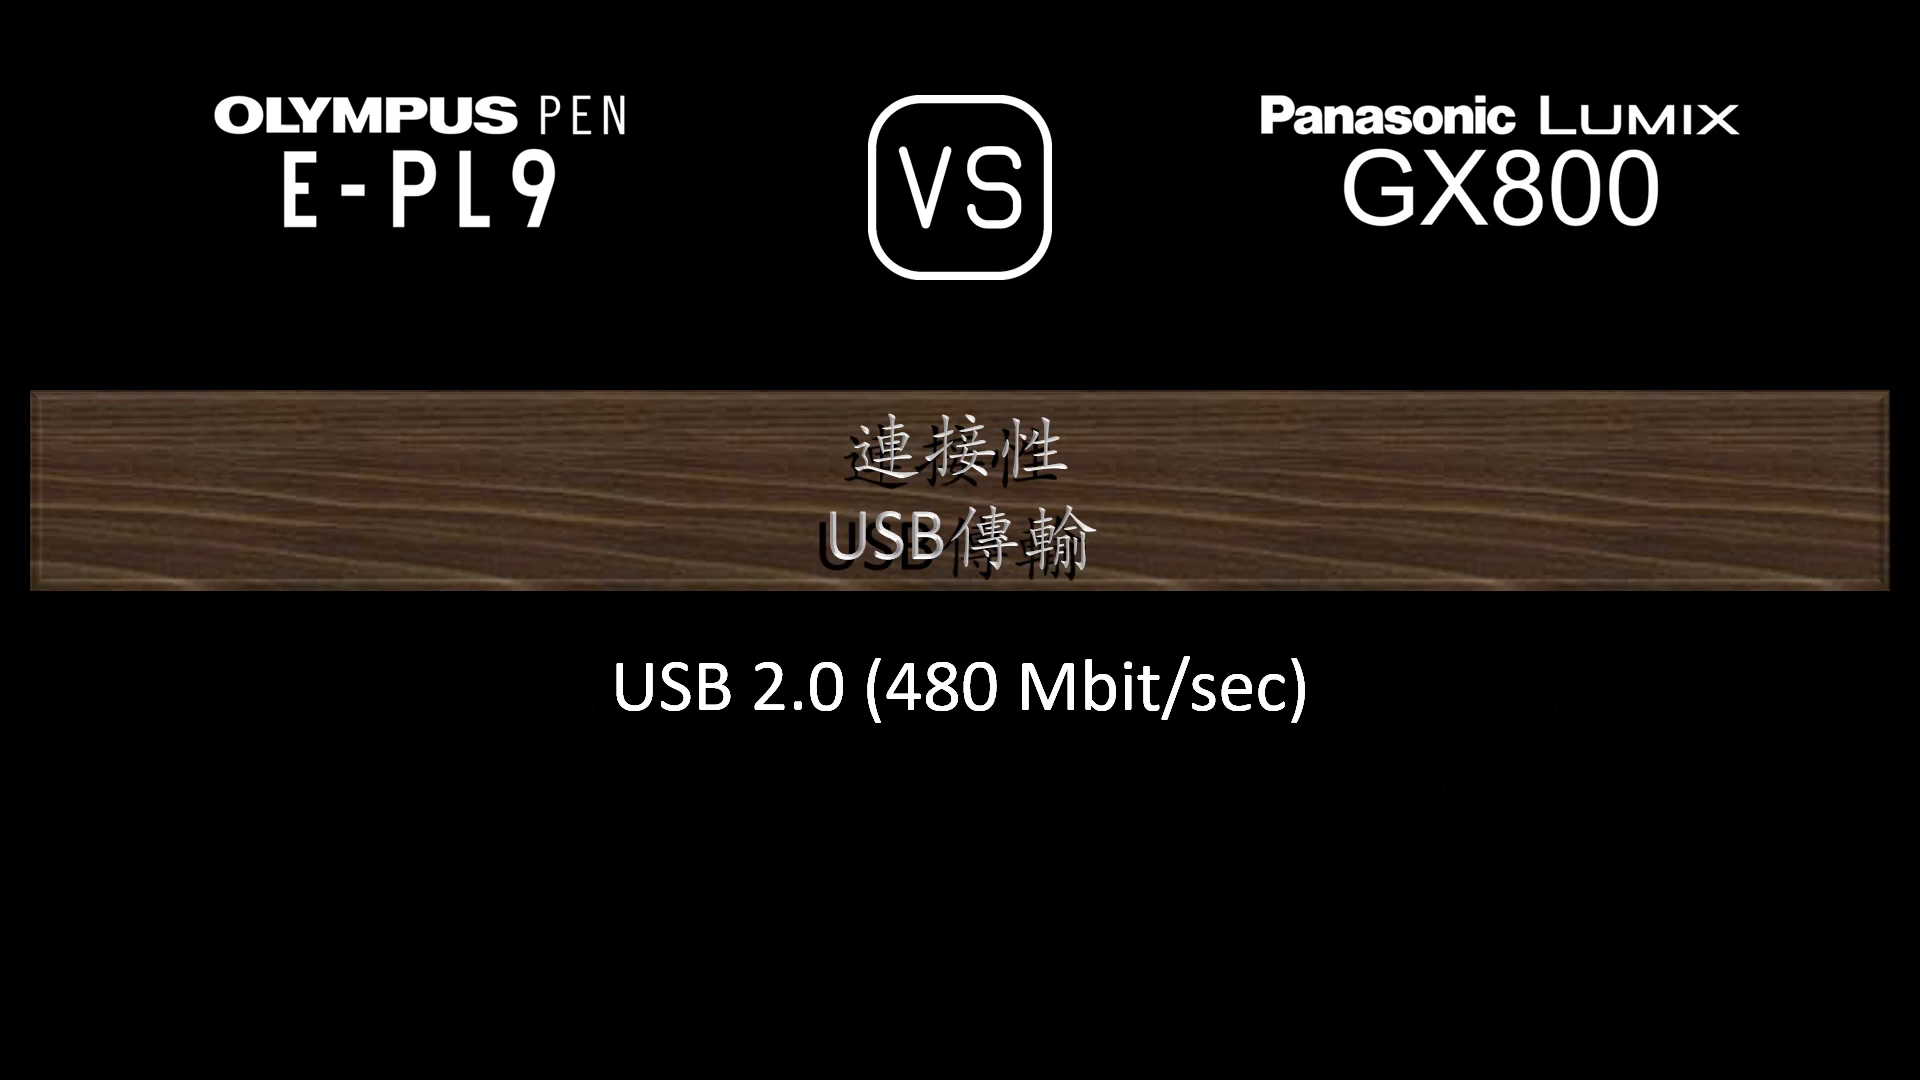 OLYMPUS PEN
E-PL9
VS
Panasonic LUMIX
GX800
連接性
USB傳輸
USB 2.0 (480 Mbit/sec)